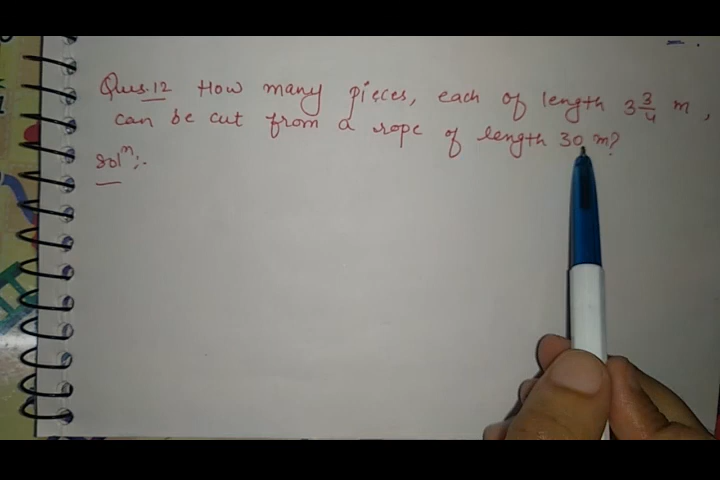 Ques.12 How many pieces, each of length 3 3/4 m,
can be cut from a rope of length 30 m?
Solⁿ:-